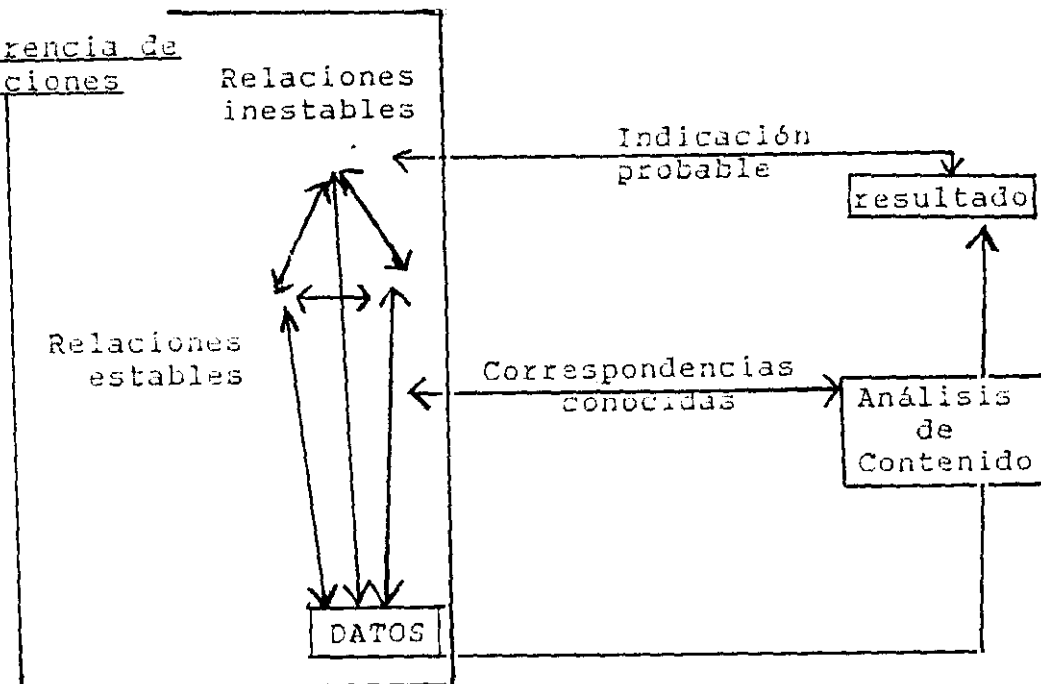 rencia de
ciones
Relaciones
inestables
Indicación
probable
resultado
Relaciones
estables
Correspondencias
conocidas
Análisis
de
Contenido
DATOS